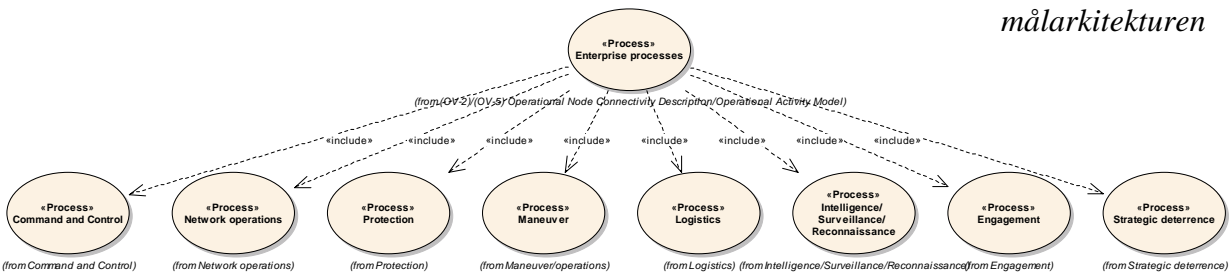 målarkitekturen
«Process»
Enterprise processes
(from (OV-2)/(OV-5) Operational Node Connectivity Description/Operational Activity Model)
«include» «include» «include» «include» «include» «include» «include» «include»
«Process»
Command and Control
(from Command and Control)
«Process»
Network operations
(from Network operations)
«Process»
Protection
(from Protection)
«Process»
Maneuver
(from Maneuver/operations)
«Process»
Logistics
(from Logistics)
«Process»
Intelligence/
Surveillance/
Reconnaissance
(from Intelligence/Surveillance/Reconnaissance)
«Process»
Engagement
(from Engagement)
«Process»
Strategic deterrence
(from Strategic deterrence)